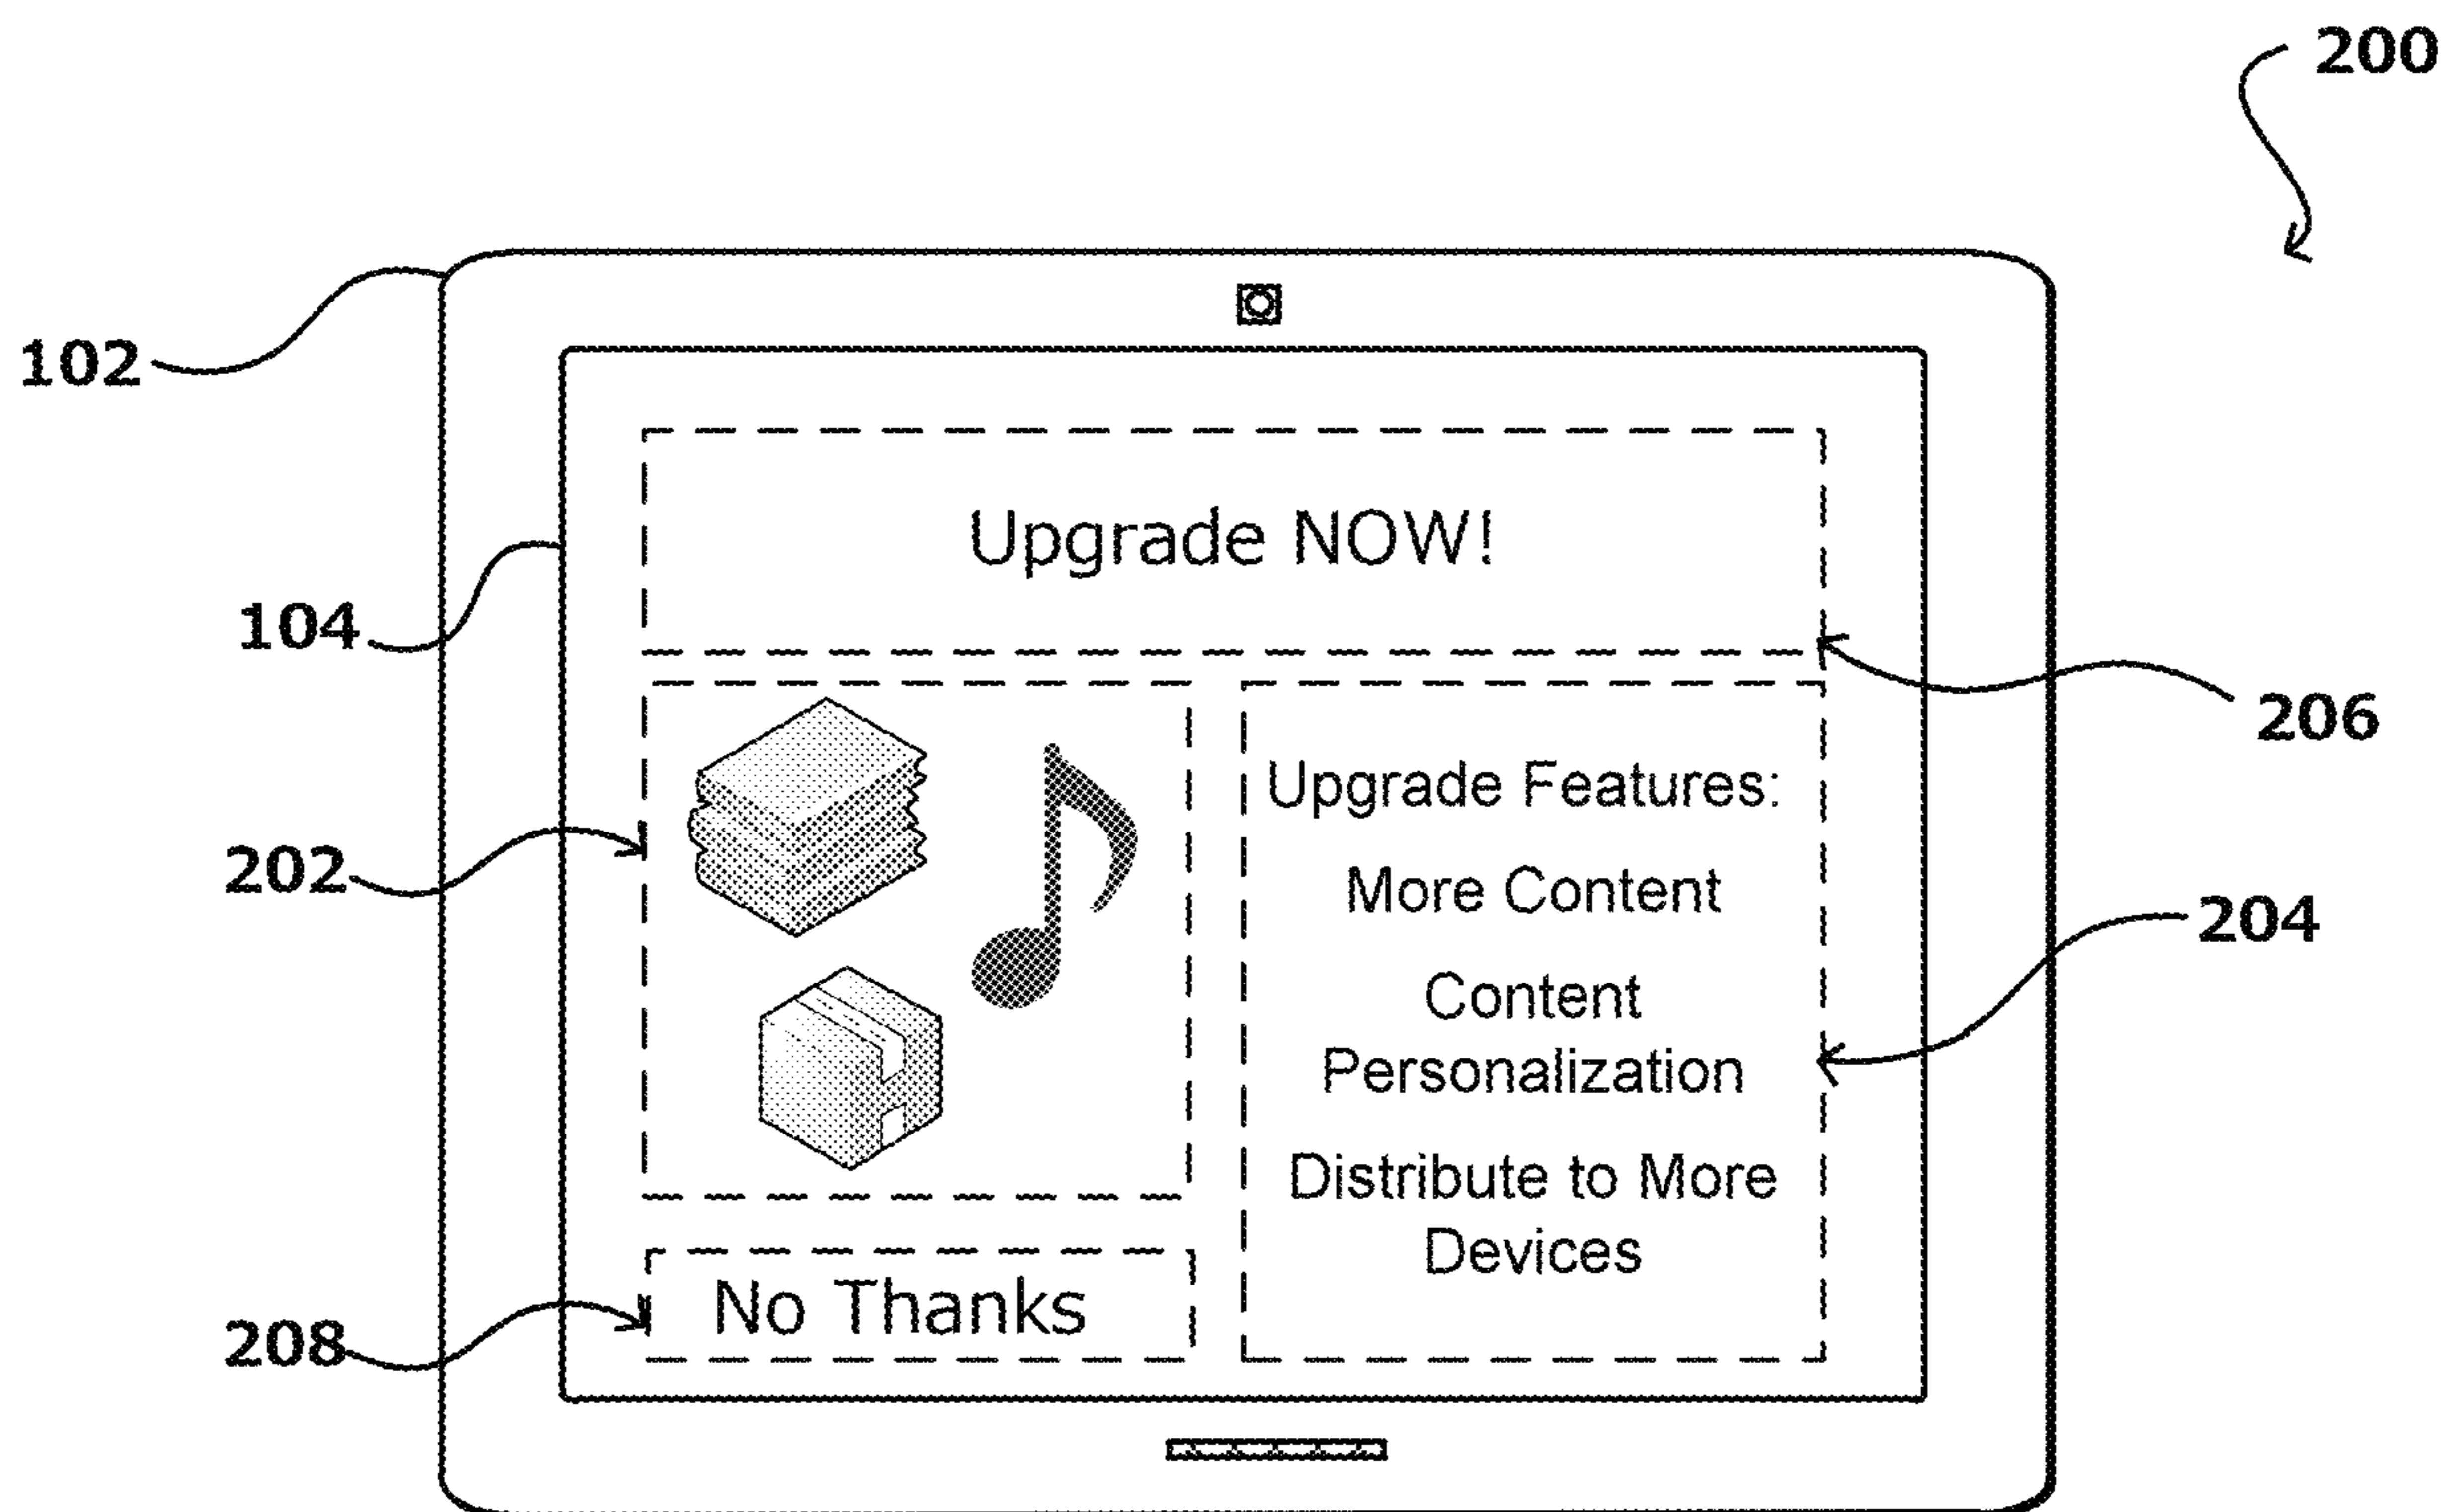 200
102
Upgrade NOW!
104
206
Upgrade Features:
202
More Content
204
Content
Personalization
Distribute to More
Devices
No Thanks
208